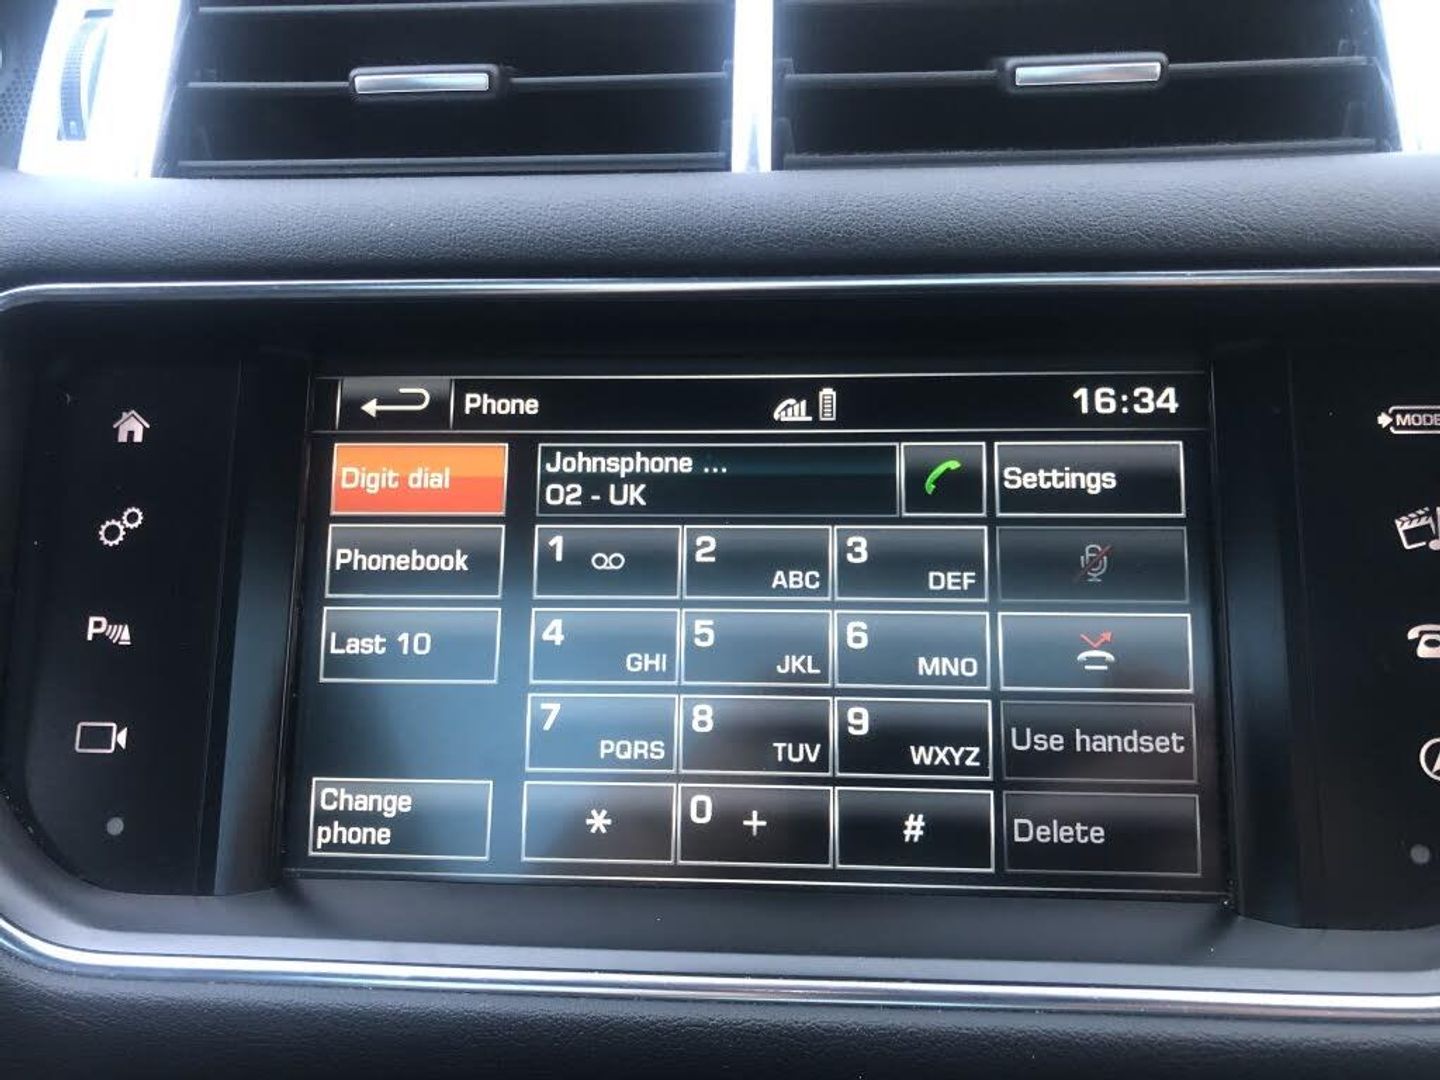 Phone
16:34
MODE
Digit dial
Johnsphone ...
O2 - UK
Settings
Phonebook
1
2 ABC
3 DEF
Last 10
4 GHI
5 JKL
6 MNO
P
7 PQRS
8 TUV
9 WXYZ
Use handset
Change
phone
*
0 +
#
Delete